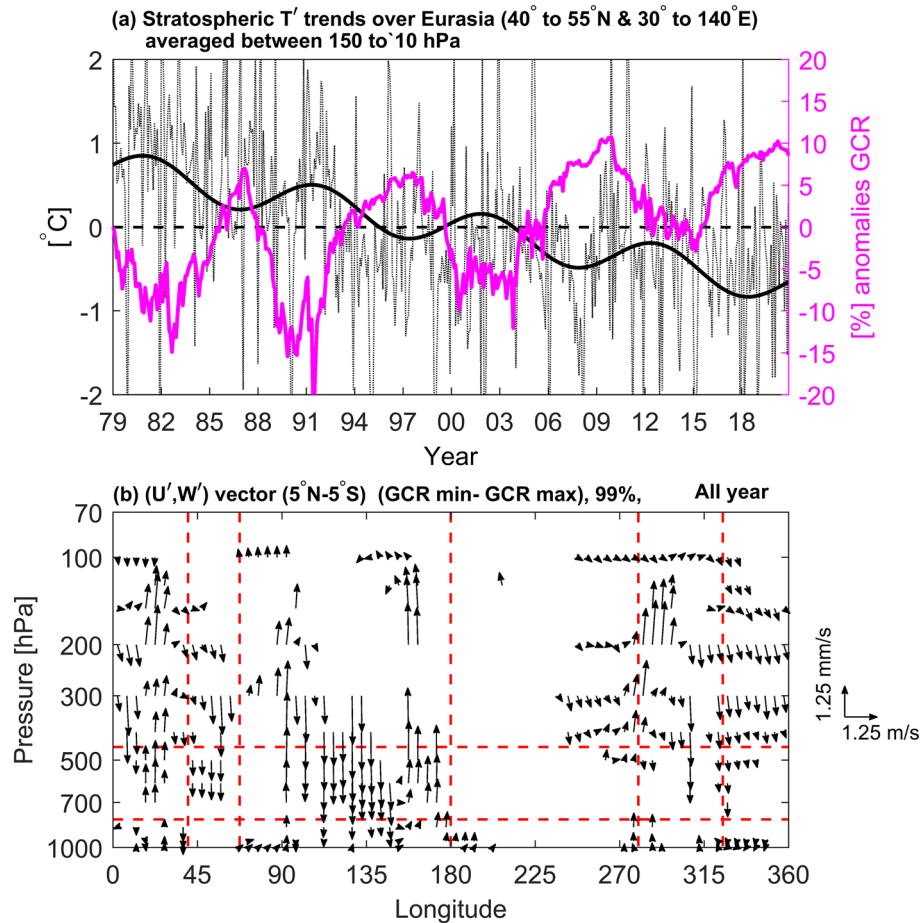 (a) Stratospheric T′ trends over Eurasia (40° to 55°N & 30° to 140°E)
averaged between 150 to`10 hPa
2
1
0
-1
-2
[°C]
20
15
10
5
0
-5
-10
-15
-20
[%] anomalies GCR
79 82 85 88 91 94 97 00 03 06 09 12 15 18
Year
(b) (U′,W′) vector (5°N-5°S) (GCR min- GCR max), 99%, All year
70
100
200
300
500
700
1000
Pressure [hPa]
1.25 mm/s
1.25 m/s
0 45 90 135 180 225 270 315 360
Longitude